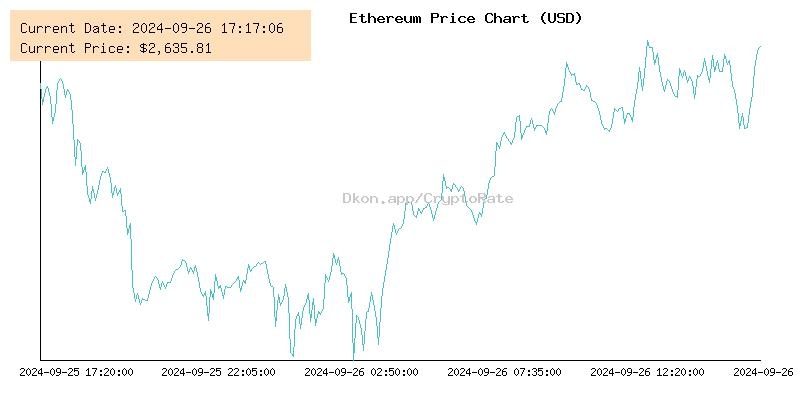 Ethereum Price Chart (USD)
Current Date: 2024-09-26 17:17:06
Current Price: $2,635.81
Dkon.app/CryptoRate
2024-09-25 17:20:00 2024-09-25 22:05:00 2024-09-26 02:50:00 2024-09-26 07:35:00 2024-09-26 12:20:00 2024-09-26